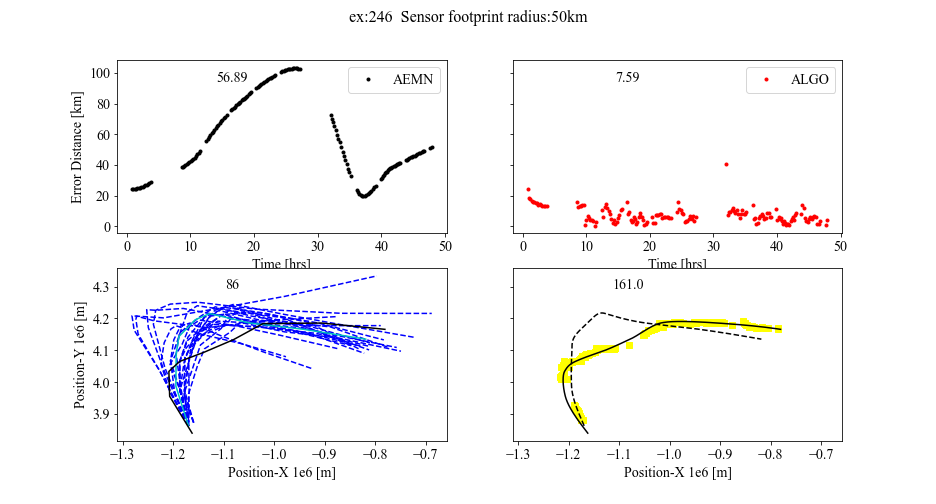 ex:246  Sensor footprint radius:50km
56.89
AEMN
Error Distance [km]
100
80
60
40
20
0
0 10 20 30 40 50
Time [hrs]
7.59
ALGO
0 10 20 30 40 50
Time [hrs]
86
Position-Y 1e6 [m]
4.3
4.2
4.1
4.0
3.9
−1.3 −1.2 −1.1 −1.0 −0.9 −0.8 −0.7
Position-X 1e6 [m]
161.0
−1.3 −1.2 −1.1 −1.0 −0.9 −0.8 −0.7
Position-X 1e6 [m]